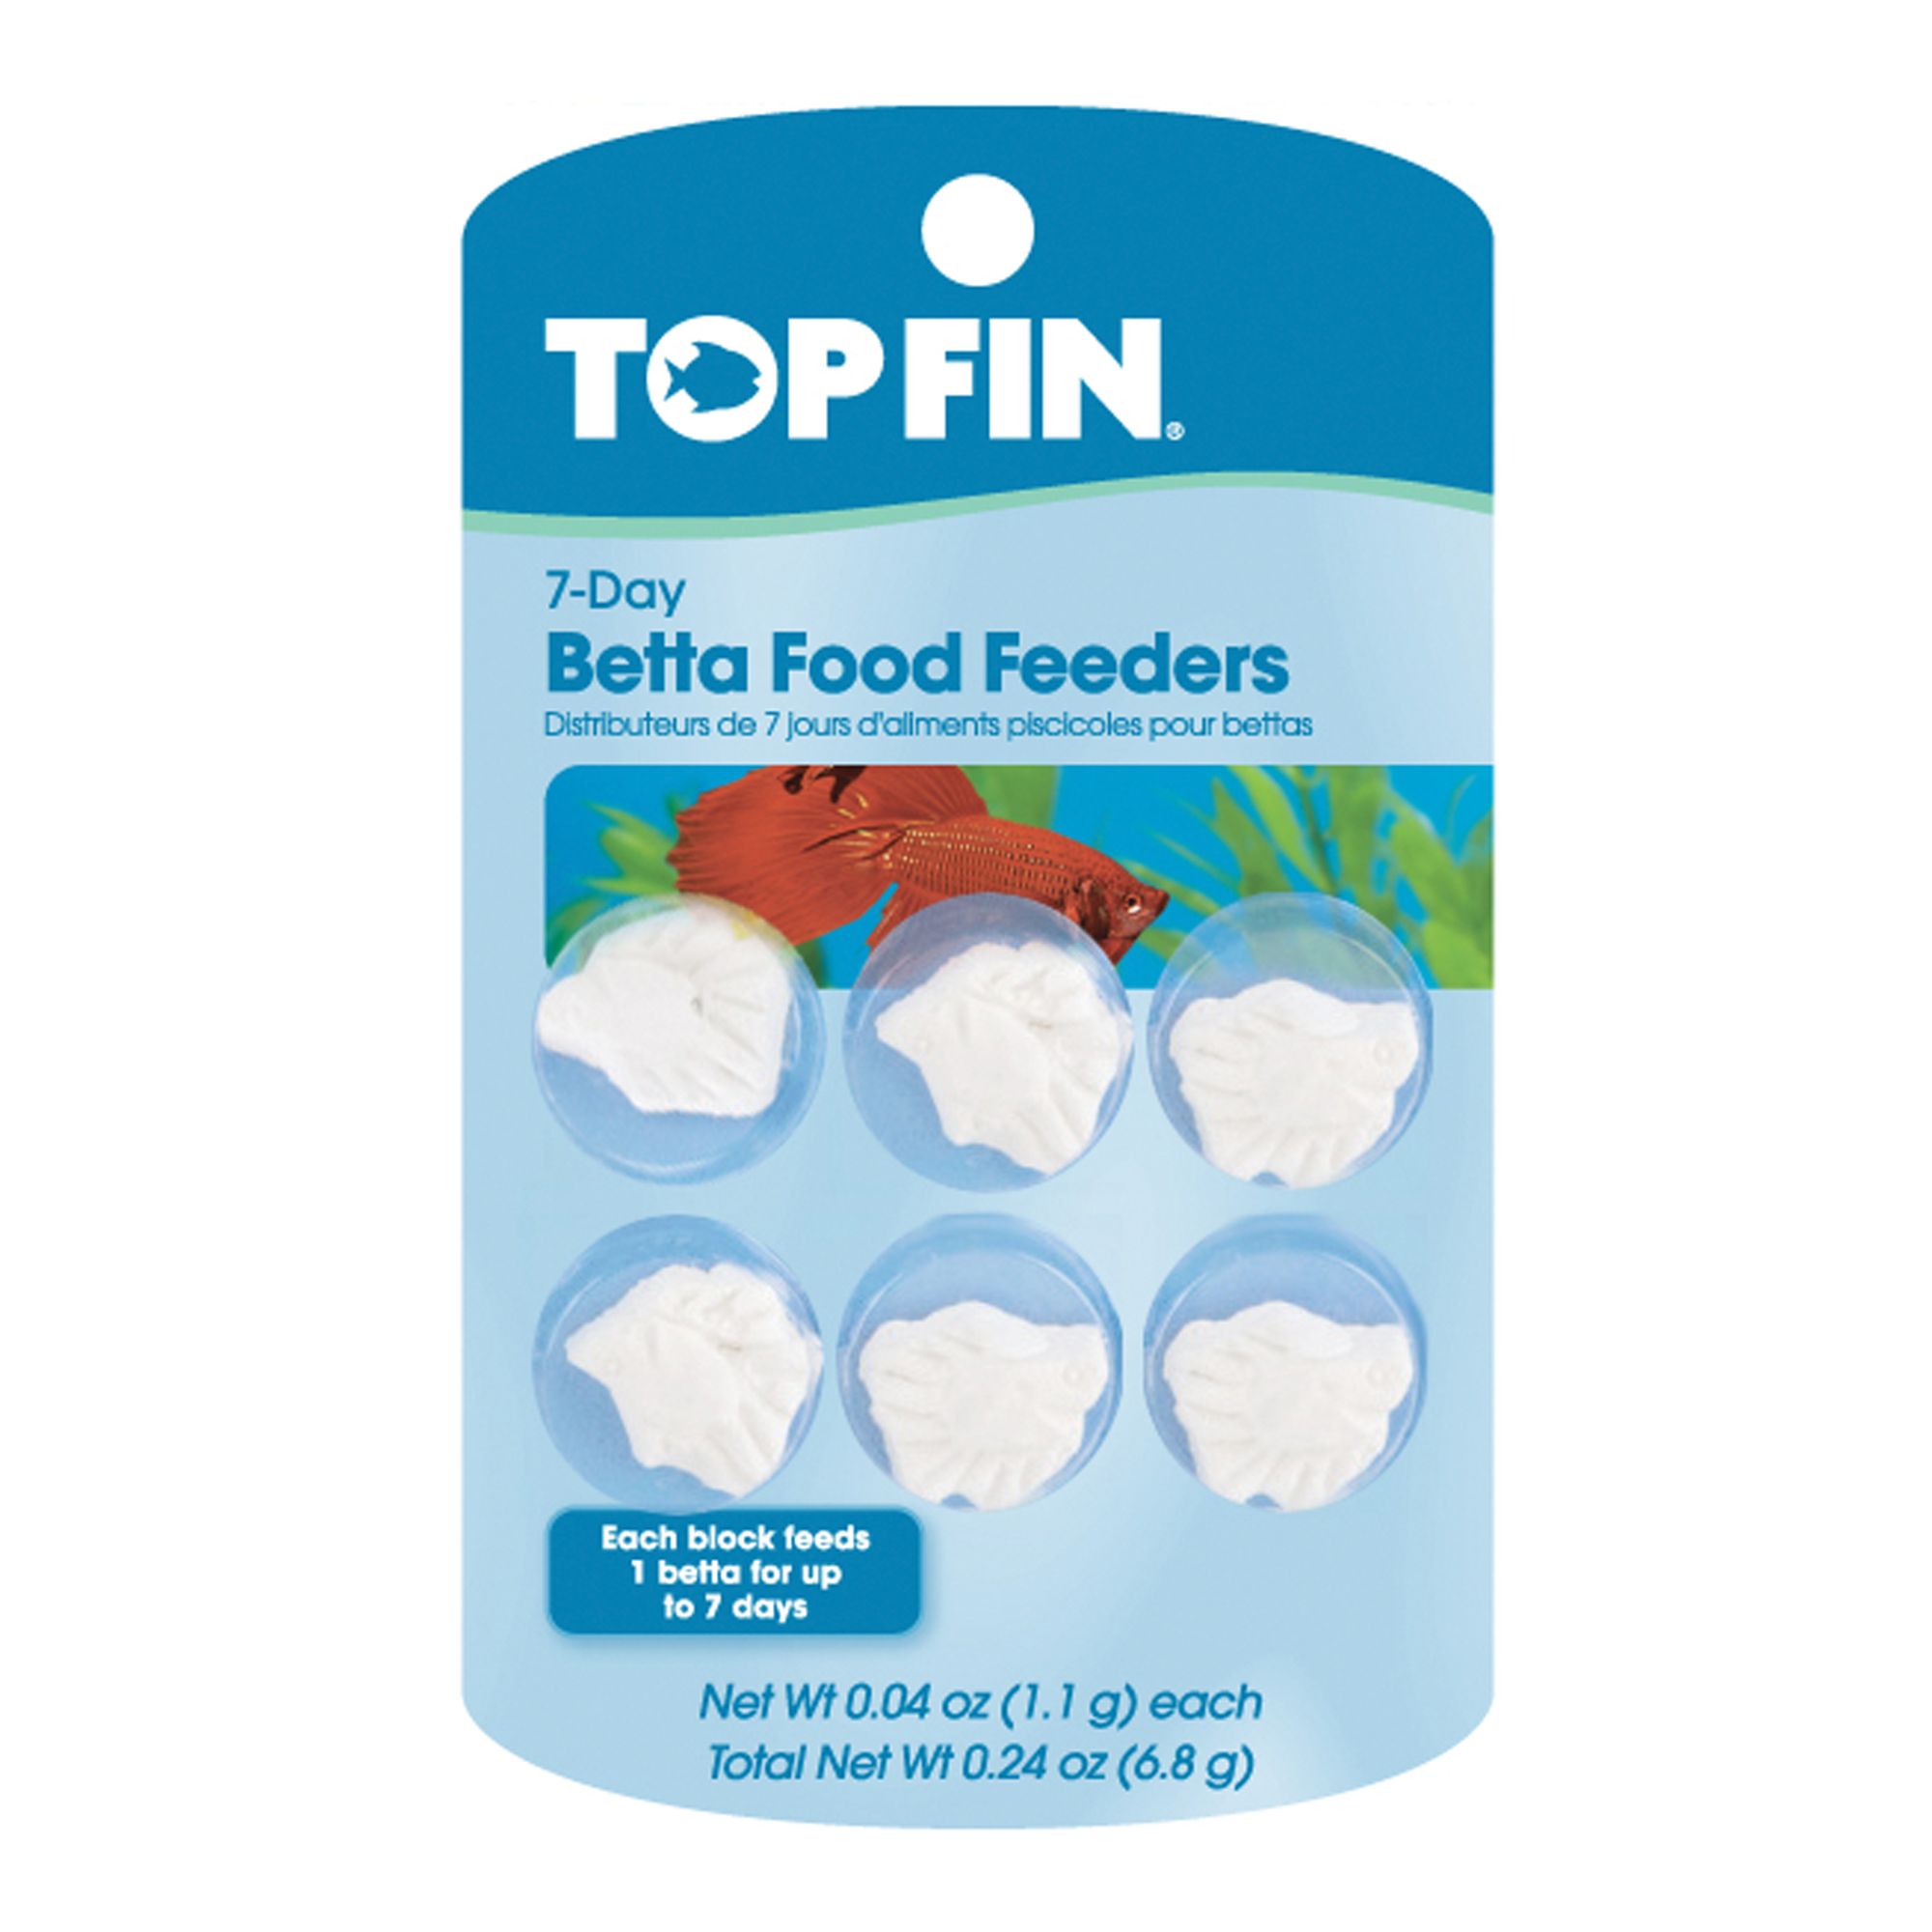 TOP FIN®
7-Day
Betta Food Feeders
Distributeurs de 7 jours d'aliments piscicoles pour bettas
Each block feeds
1 betta for up
to 7 days
Net Wt 0.04 oz (1.1 g) each
Total Net Wt 0.24 oz (6.8 g)